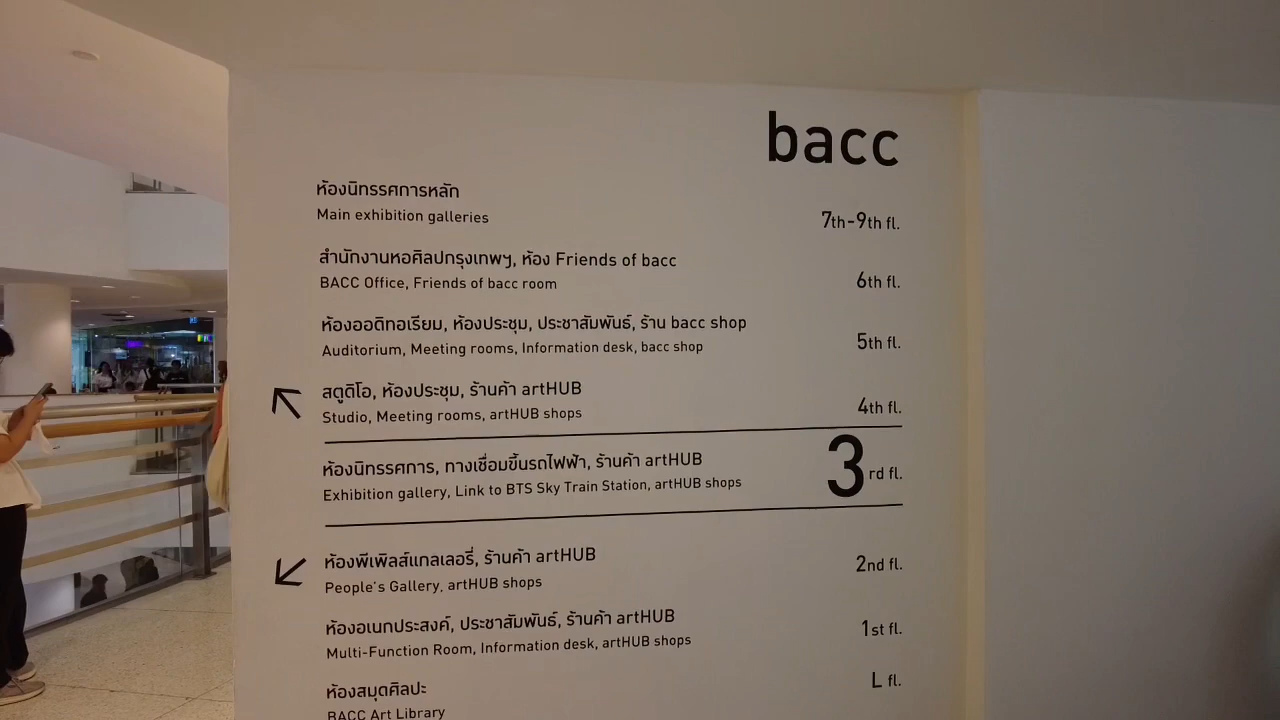 bacc
ห้องนิทรรศการหลัก
Main exhibition galleries
7th-9th fl.
สำนักงานหอศิลปกรุงเทพฯ, ห้อง Friends of bacc
BACC Office, Friends of bacc room
6th fl.
ห้องออดิทอเรียม, ห้องประชุม, ประชาสัมพันธ์, ร้าน bacc shop
Auditorium, Meeting rooms, Information desk, bacc shop
5th fl.
สตูดิโอ, ห้องประชุม, ร้านค้า artHUB
Studio, Meeting rooms, artHUB shops
4th fl.
ห้องนิทรรศการ, ทางเชื่อมขึ้นรถไฟฟ้า, ร้านค้า artHUB
Exhibition gallery, Link to BTS Sky Train Station, artHUB shops
3rd fl.
ห้องพีเพิลส์แกลเลอรี่, ร้านค้า artHUB
People's Gallery, artHUB shops
2nd fl.
ห้องอเนกประสงค์, ประชาสัมพันธ์, ร้านค้า artHUB
Multi-Function Room, Information desk, artHUB shops
1st fl.
ห้องสมุดศิลปะ
BACC Art Library
L fl.